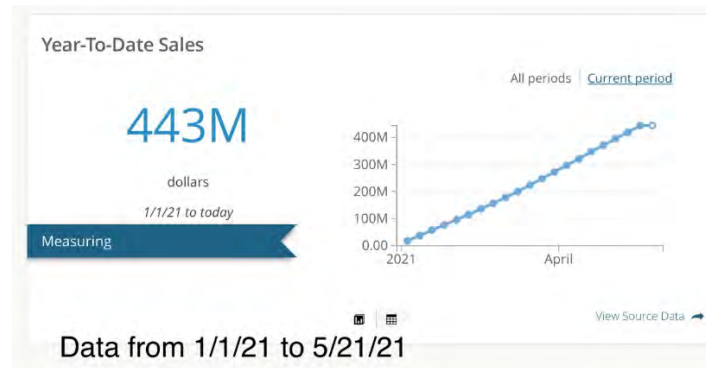 Year-To-Date Sales
All periods | Current period
443M
dollars
1/1/21 to today
Measuring
400M
300M
200M
100M
0.00
2021 April
View Source Data
Data from 1/1/21 to 5/21/21